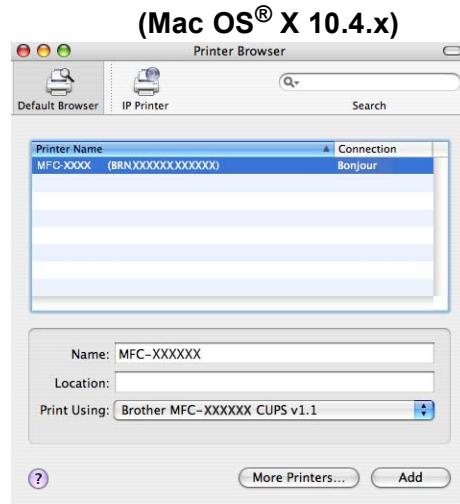 (Mac OS® X 10.4.x)
Printer Browser
Default Browser IP Printer Search
Printer Name Connection
MFC-XXXX (BRNXXXXXXXXXXXX) Bonjour
Name: MFC-XXXXXX
Location:
Print Using: Brother MFC-XXXXXX CUPS v1.1
? More Printers... Add